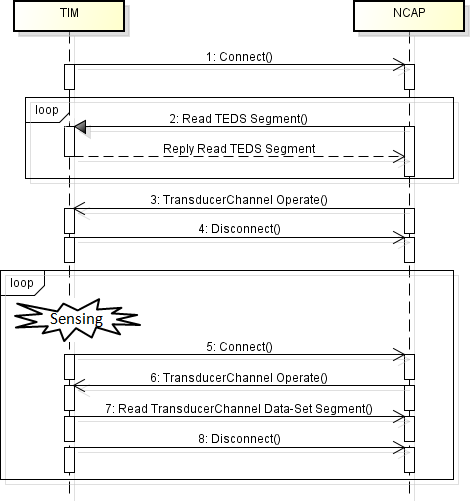 TIM
NCAP
1: Connect()
loop
2: Read TEDS Segment()
Reply Read TEDS Segment
3: TransducerChannel Operate()
4: Disconnect()
loop
Sensing
5: Connect()
6: TransducerChannel Operate()
7: Read TransducerChannel Data-Set Segment()
8: Disconnect()